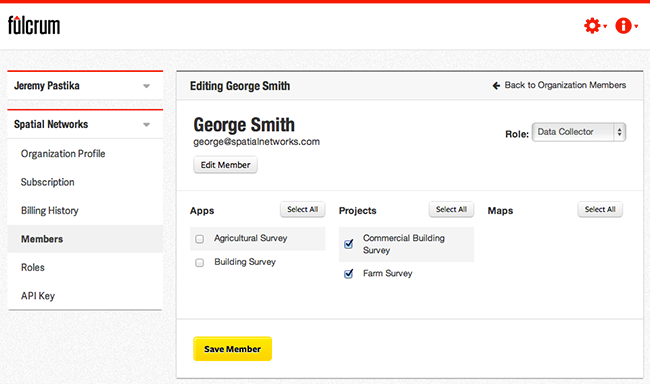 fulcrum
Jeremy Pastika
Spatial Networks
Organization Profile
Subscription
Billing History
Members
Roles
API Key
Editing George Smith
Back to Organization Members
George Smith
george@spatialnetworks.com
Edit Member
Role: Data Collector
Apps Select All
Agricultural Survey
Building Survey
Projects Select All
Commercial Building
Survey
Farm Survey
Maps Select All
Save Member